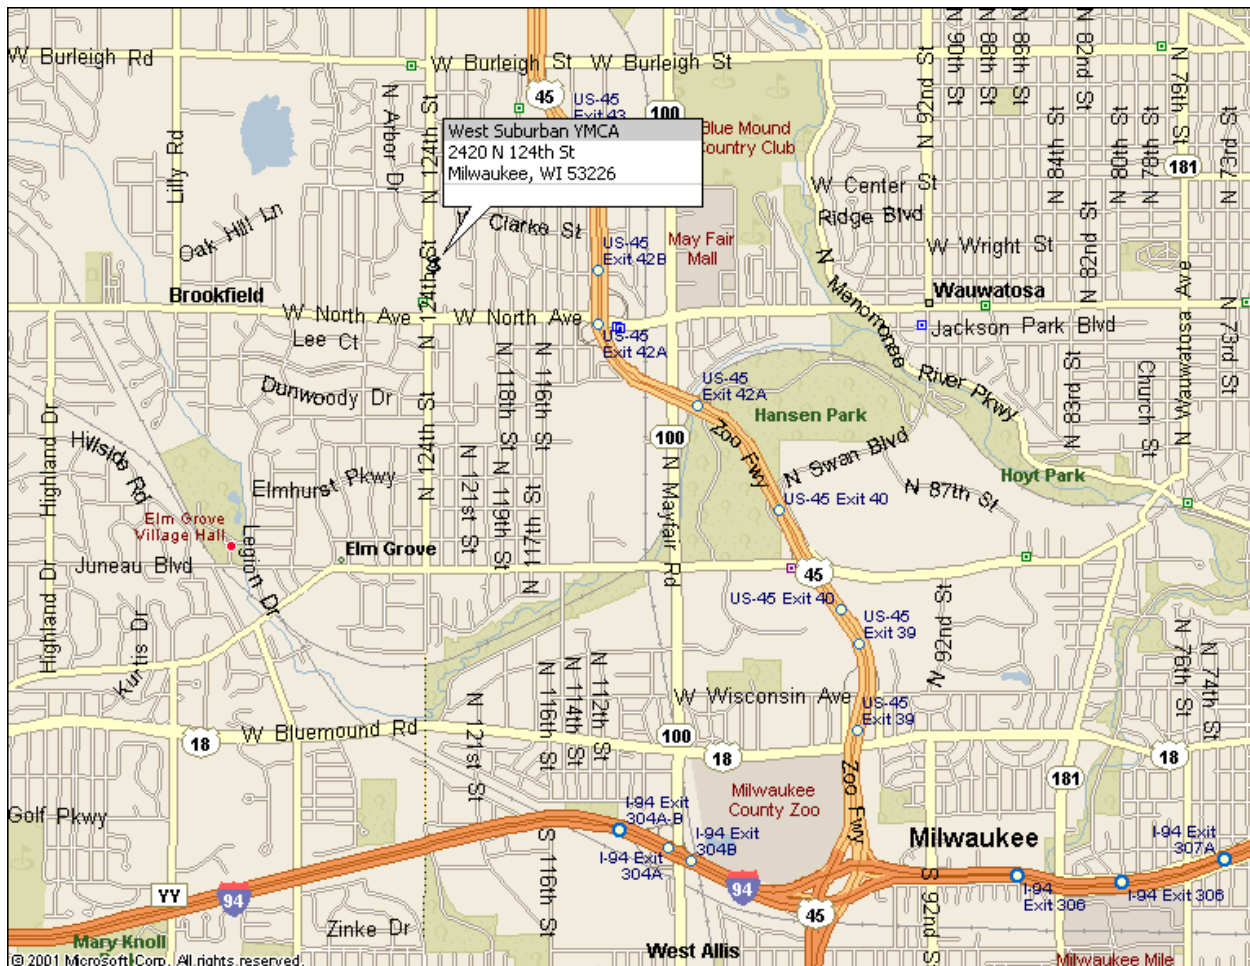 W Burleigh Rd
W Burleigh St
W Burleigh St
N 90th St
N 88th St
N 86th St
N 82nd St
N 76th St
45
US-45
Exit 43
100
N 92nd St
Blue Mound
Country Club
N Arbor Dr
N 124th St
Lilly Rd
West Suburban YMCA
2420 N 124th St
Milwaukee, WI 53226
N 84th St
N 80th St
N 78th St
N 73rd St
181
W Center St
Ridge Blvd
Oak Hill Ln
W Clarke St
US-45
Exit 42B
May Fair
Mall
W Wright St
N 82nd St
N 124th St
Brookfield
Wauwatosa
N Menomonee River Pkwy
W North Ave
W North Ave
Lee Ct
US-45
Exit 42A
Jackson Park Blvd
N Wauwatosa Ave
N 73rd St
N 118th St
N 116th St
Dunwoody Dr
US-45
Exit 42A
Hansen Park
N 83rd St
Church St
Highland Dr
Hillside Rd
N 124th St
100
Zoo Fwy
N Swan Blvd
Hoyt Park
Elmhurst Pkwy
N 121st St
N 119th St
N 117th St
N Mayfair Rd
US-45 Exit 40
N 87th St
Elm Grove
Village Hall
Legion Dr
Elm Grove
Juneau Blvd
45
Highland Dr
Kurtis Dr
US-45 Exit 40
US-45
Exit 39
N 92nd St
N 76th St
N 74th St
N 121st St
N 116th St
N 114th St
N 112th St
W Wisconsin Ave
US-45
Exit 39
18
W Bluemound Rd
100
18
18
181
Golf Pkwy
Milwaukee
County Zoo
Zoo Fwy
I-94 Exit
304A-B
I-94 Exit
304B
I-94 Exit
304A
Milwaukee
I-94 Exit
307A
S 116th St
94
94
YY
45
S 92nd St
I-94
Exit 306
I-94 Exit 306
Zinke Dr
Mary Knoll
West Allis
Milwaukee Mile
© 2001 Microsoft Corp. All rights reserved.